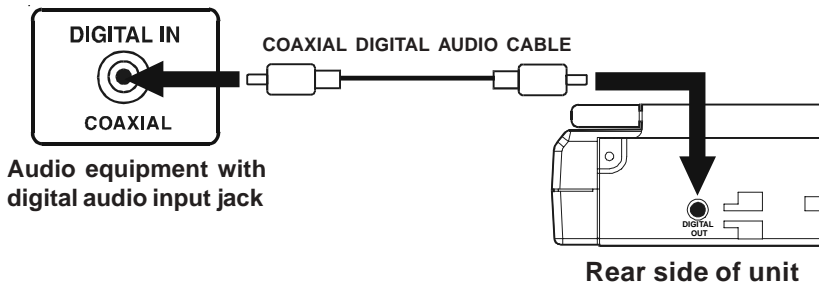 DIGITAL IN
COAXIAL
COAXIAL DIGITAL AUDIO CABLE
Audio equipment with
digital audio input jack
DIGITAL
OUT
Rear side of unit